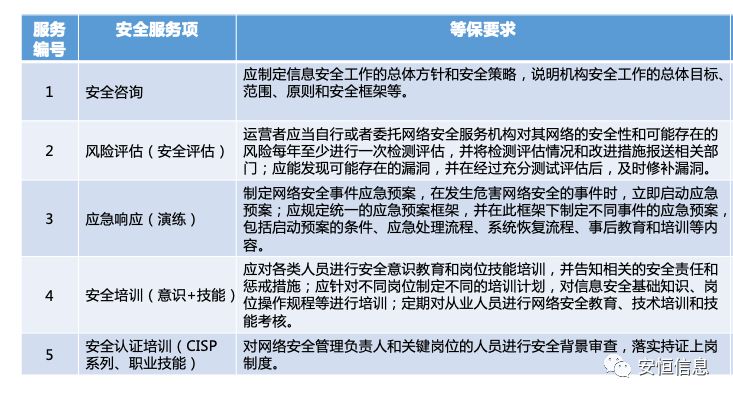 服务
编号
安全服务项
等保要求
1
安全咨询
应制定信息安全工作的总体方针和安全策略，说明机构安全工作的总体目标、
范围、原则和安全框架等。
2
风险评估（安全评估）
运营者应当自行或者委托网络安全服务机构对其网络的安全性和可能存在的
风险每年至少进行一次检测评估，并将检测评估情况和改进措施报送相关部
门；应能发现可能存在的漏洞，并在经过充分测试评估后，及时修补漏洞。
3
应急响应（演练）
制定网络安全事件应急预案，在发生危害网络安全的事件时，立即启动应急
预案；应规定统一的应急预案框架，并在此框架下制定不同事件的应急预案，
包括启动预案的条件、应急处理流程、系统恢复流程、事后教育和培训等内
容。
4
安全培训（意识+技能）
应对各类人员进行安全意识教育和岗位技能培训，并告知相关的安全责任和
惩戒措施；应针对不同岗位制定不同的培训计划，对信息安全基础知识、岗
位操作规程等进行培训；定期对从业人员进行网络安全教育、技术培训和技
能考核。
5
安全认证培训（CISP
系列、职业技能）
对网络安全管理负责人和关键岗位的人员进行安全背景审查，落实持证上岗
制度。
安恒信息